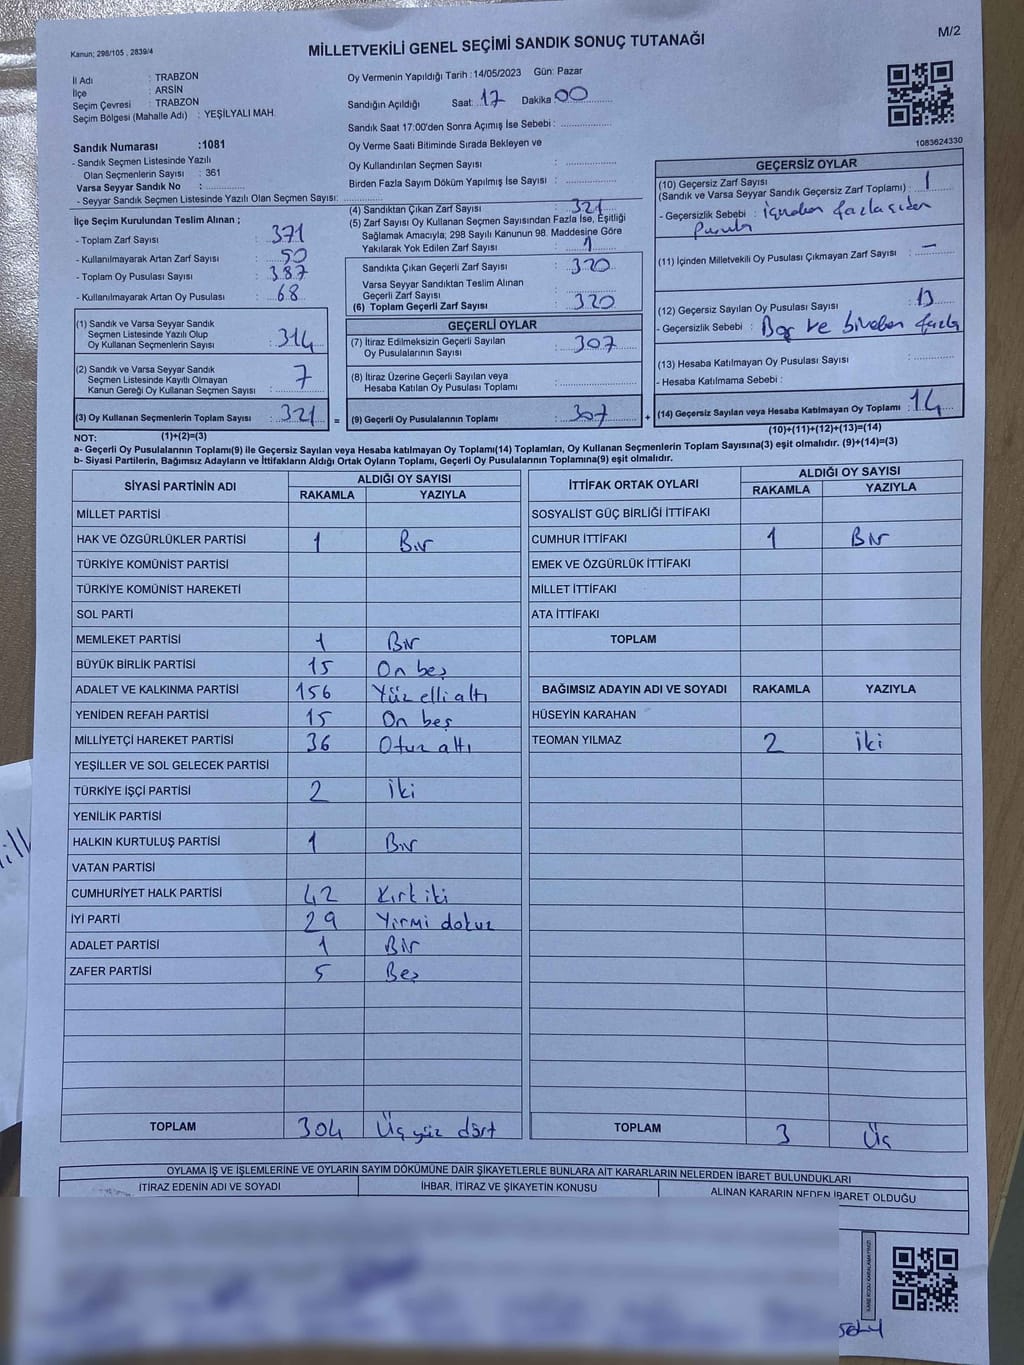 Kanun; 298/105 , 2839/4
MİLLETVEKİLİ GENEL SEÇİMİ SANDIK SONUÇ TUTANAĞI
M/2
İl Adı : TRABZON
İlçe : ARSİN
Seçim Çevresi : TRABZON
Seçim Bölgesi (Mahalle Adı) : YEŞİLYALI MAH.
Sandık Numarası :1081
- Sandık Seçmen Listesinde Yazılı
Olan Seçmenlerin Sayısı : 361
Varsa Seyyar Sandık No :
- Seyyar Sandık Seçmen Listesinde Yazılı Olan Seçmen Sayısı:
Oy Vermenin Yapıldığı Tarih :14/05/2023 Gün: Pazar
Sandığın Açıldığı Saat: 17 Dakika 00
Sandık Saat 17:00'den Sonra Açımış İse Sebebi :
Oy Verme Saati Bitiminde Sırada Bekleyen ve
Oy Kullandırılan Seçmen Sayısı :
Birden Fazla Sayım Döküm Yapılmış İse Sayısı :
1083624330
İlçe Seçim Kurulundan Teslim Alınan ;
- Toplam Zarf Sayısı : 371
- Kullanılmayarak Artan Zarf Sayısı : 50
- Toplam Oy Pusulası Sayısı : 387
- Kullanılmayarak Artan Oy Pusulası : 68
(1) Sandık ve Varsa Seyyar Sandık
Seçmen Listesinde Yazılı Olup
Oy Kullanan Seçmenlerin Sayısı : 314
(2) Sandık ve Varsa Seyyar Sandık
Seçmen Listesinde Kayıtlı Olmayan
Kanun Gereği Oy Kullanan Seçmen Sayısı : 7
(3) Oy Kullanan Seçmenlerin Toplam Sayısı : 321 =
(4) Sandıktan Çıkan Zarf Sayısı : 321
(5) Zarf Sayısı Oy Kullanan Seçmen Sayısından Fazla İse, Eşitliği
Sağlamak Amacıyla; 298 Sayılı Kanunun 98. Maddesine Göre
Yakılarak Yok Edilen Zarf Sayısı : 1
Sandıkta Çıkan Geçerli Zarf Sayısı : 320
Varsa Seyyar Sandıktan Teslim Alınan
Geçerli Zarf Sayısı :
(6) Toplam Geçerli Zarf Sayısı : 320
GEÇERLİ OYLAR
(7) İtiraz Edilmeksizin Geçerli Sayılan
Oy Pusulalarının Sayısı : 307
(8) İtiraz Üzerine Geçerli Sayılan veya
Hesaba Katılan Oy Pusulası Toplamı :
(9) Geçerli Oy Pusulalarının Toplamı : 307 +
GEÇERSİZ OYLAR
(10) Geçersiz Zarf Sayısı
(Sandık ve Varsa Seyyar Sandık Geçersiz Zarf Toplamı) : 1
- Geçersizlik Sebebi : içinden fazla çıkan
Pusula
(11) İçinden Milletvekili Oy Pusulası Çıkmayan Zarf Sayısı : -
(12) Geçersiz Sayılan Oy Pusulası Sayısı : 13
- Geçersizlik Sebebi : Boş ve birden fazla
(13) Hesaba Katılmayan Oy Pusulası Sayısı :
- Hesaba Katılmama Sebebi :
(14) Geçersiz Sayılan veya Hesaba Katılmayan Oy Toplamı : 14
(10)+(11)+(12)+(13)=(14)
NOT: (1)+(2)=(3)
a- Geçerli Oy Pusulalarının Toplamı(9) ile Geçersiz Sayılan veya Hesaba katılmayan Oy Toplamı(14) Toplamları, Oy Kullanan Seçmenlerin Toplam Sayısına(3) eşit olmalıdır. (9)+(14)=(3)
b- Siyasi Partilerin, Bağımsız Adayların ve İttifakların Aldığı Ortak Oyların Toplamı, Geçerli Oy Pusulalarının Toplamına(9) eşit olmalıdır.
SİYASİ PARTİNİN ADI ALDIĞI OY SAYISI
RAKAMLA YAZIYLA
MİLLET PARTİSİ
HAK VE ÖZGÜRLÜKLER PARTİSİ 1 Bir
TÜRKİYE KOMÜNİST PARTİSİ
TÜRKİYE KOMÜNİST HAREKETİ
SOL PARTİ
MEMLEKET PARTİSİ 1 Bir
BÜYÜK BİRLİK PARTİSİ 15 On beş
ADALET VE KALKINMA PARTİSİ 156 Yüz elli altı
YENİDEN REFAH PARTİSİ 15 On beş
MİLLİYETÇİ HAREKET PARTİSİ 36 Otuz altı
YEŞİLLER VE SOL GELECEK PARTİSİ
TÜRKİYE İŞÇİ PARTİSİ 2 iki
YENİLİK PARTİSİ
HALKIN KURTULUŞ PARTİSİ 1 Bir
VATAN PARTİSİ
CUMHURİYET HALK PARTİSİ 42 Kırk iki
İYİ PARTİ 29 Yirmi dokuz
ADALET PARTİSİ 1 Bir
ZAFER PARTİSİ 5 Beş
TOPLAM 304 Üç yüz dört
İTTİFAK ORTAK OYLARI ALDIĞI OY SAYISI
RAKAMLA YAZIYLA
SOSYALİST GÜÇ BİRLİĞİ İTTİFAKI
CUMHUR İTTİFAKI 1 Bir
EMEK VE ÖZGÜRLÜK İTTİFAKI
MİLLET İTTİFAKI
ATA İTTİFAKI
TOPLAM
BAĞIMSIZ ADAYIN ADI VE SOYADI RAKAMLA YAZIYLA
HÜSEYİN KARAHAN
TEOMAN YILMAZ 2 iki
TOPLAM 3 Üç
OYLAMA İŞ VE İŞLEMLERİNE VE OYLARIN SAYIM DÖKÜMÜNE DAİR ŞİKAYETLERLE BUNLARA AİT KARARLARIN NELERDEN İBARET BULUNDUKLARI
İTİRAZ EDENİN ADI VE SOYADI İHBAR, İTİRAZ VE ŞİKAYETİN KONUSU ALINAN KARARIN NEDEN İBARET OLDUĞU